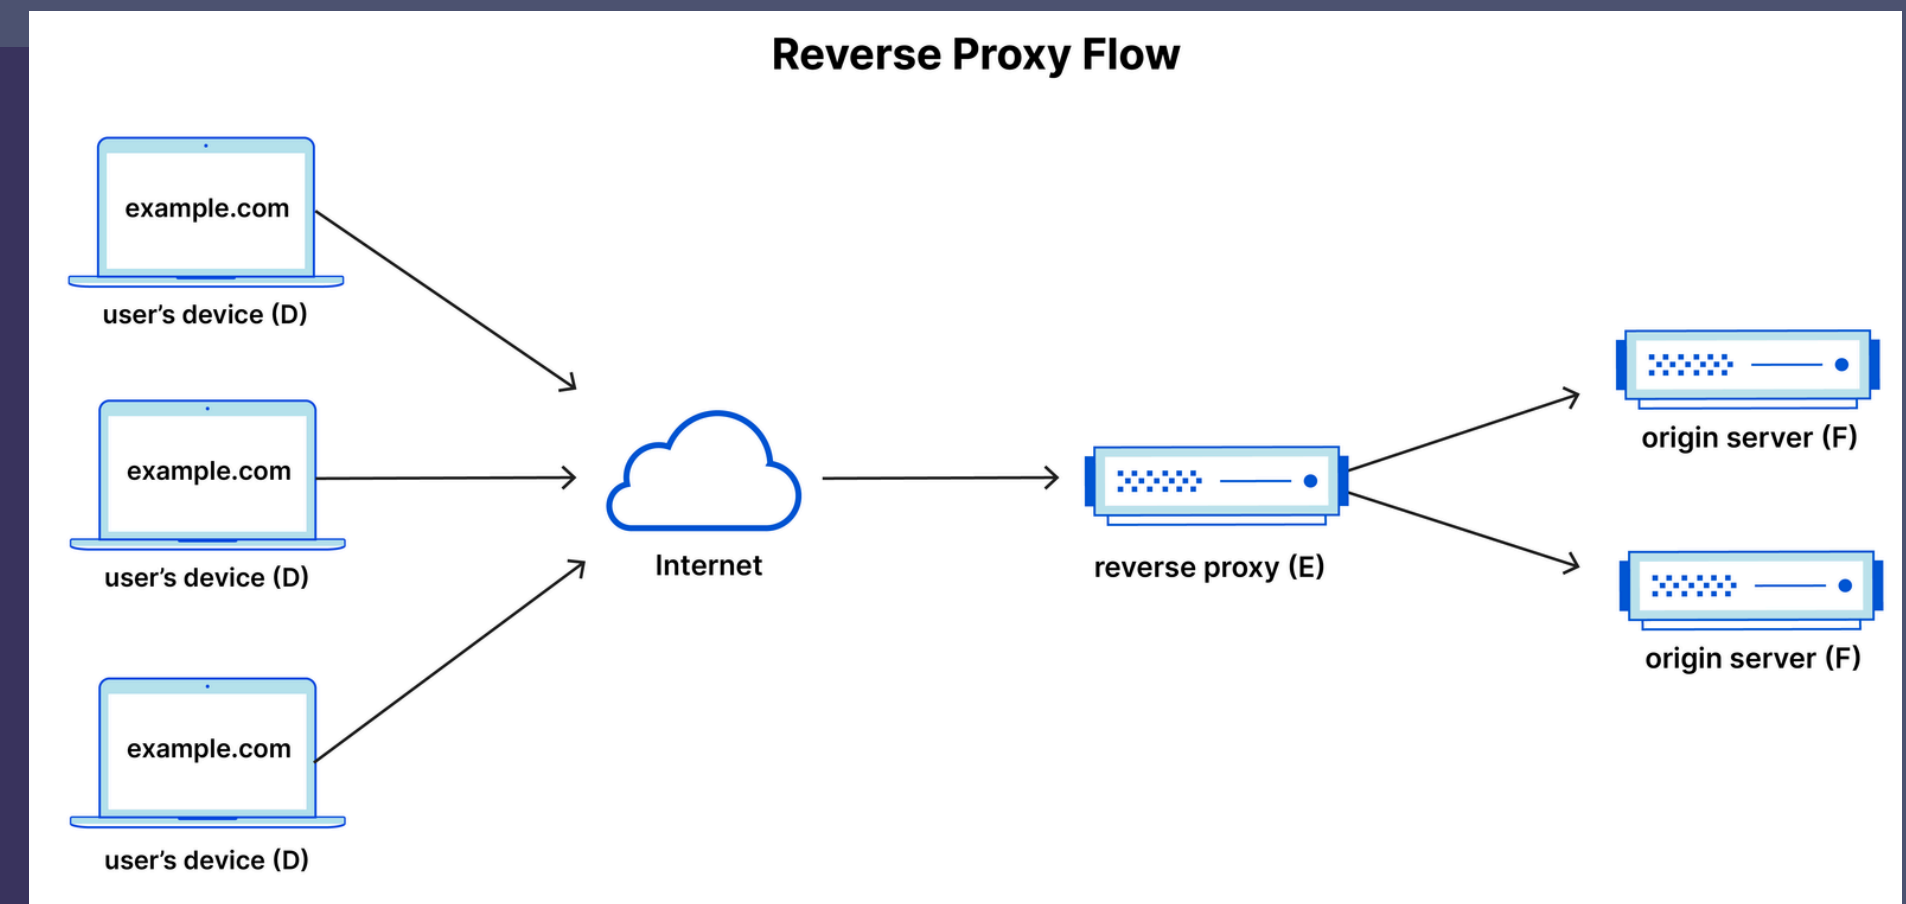 Reverse Proxy Flow
example.com
user’s device (D)
example.com
user’s device (D)
example.com
user’s device (D)
Internet
reverse proxy (E)
origin server (F)
origin server (F)